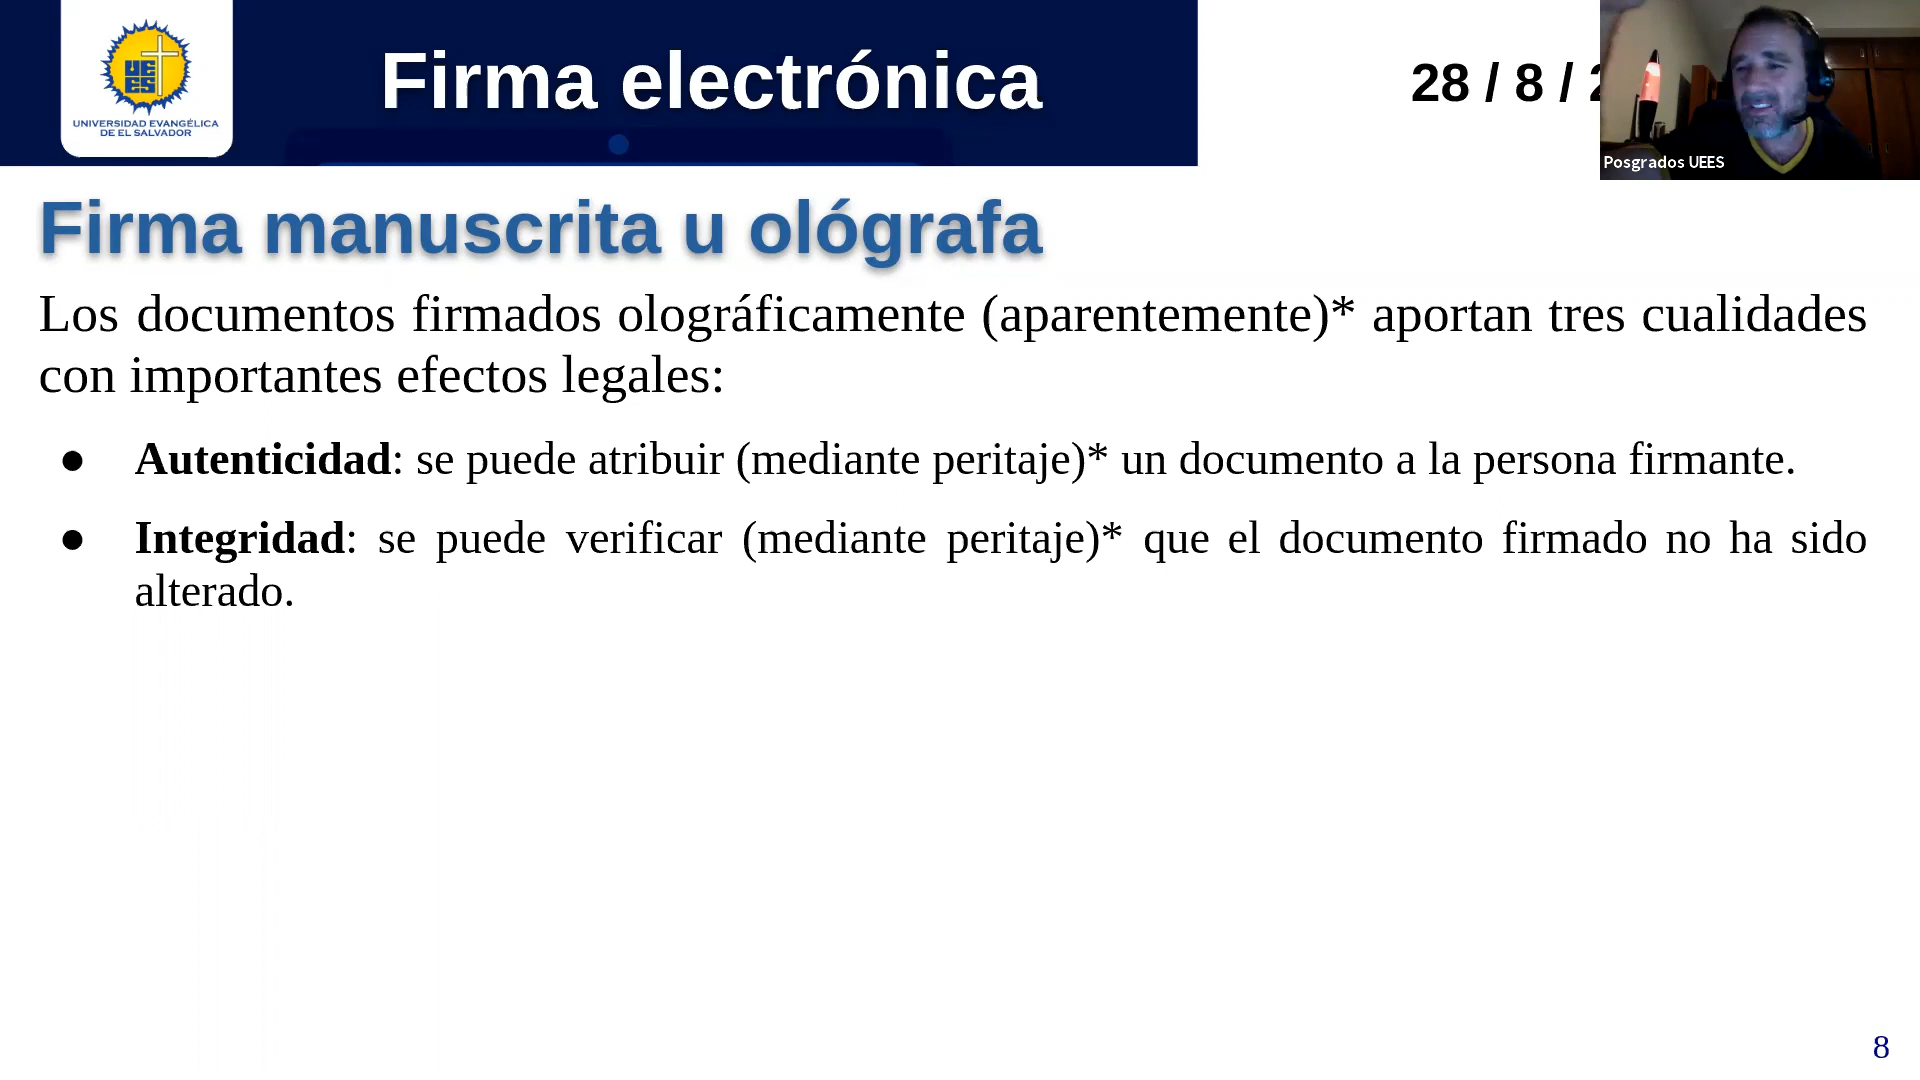 UEES
UNIVERSIDAD EVANGÉLICA
DE EL SALVADOR
Firma electrónica
28 / 8 /
Posgrados UEES
Firma manuscrita u ológrafa
Los documentos firmados olográficamente (aparentemente)* aportan tres cualidades
con importantes efectos legales:
● Autenticidad: se puede atribuir (mediante peritaje)* un documento a la persona firmante.
● Integridad: se puede verificar (mediante peritaje)* que el documento firmado no ha sido
alterado.
8